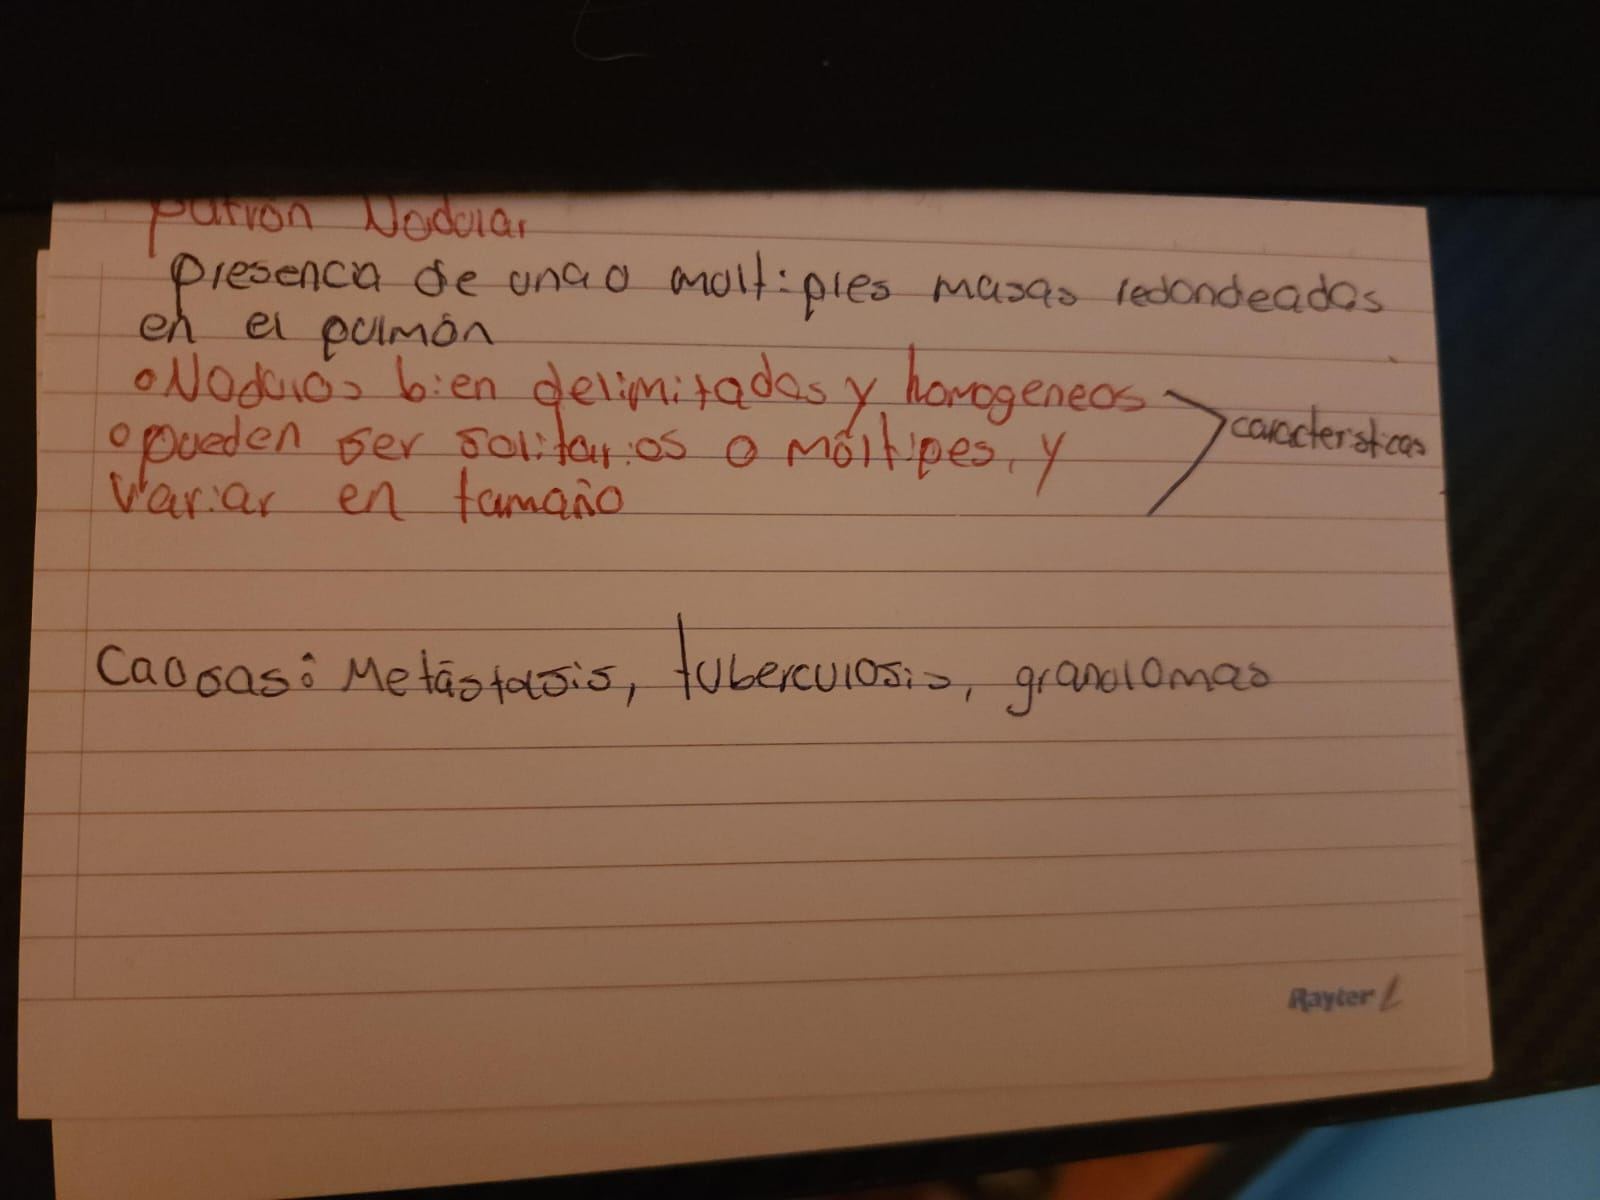 patrón Nodular
presencia de una o multiples masas redondeadas
en el pulmón
Nodulos bien delimitados y homogeneos
pueden ser solitarios o múltipes, y
variar en tamaño
características
Causas: Metástasis, tuberculosis, granulomas
Rayter